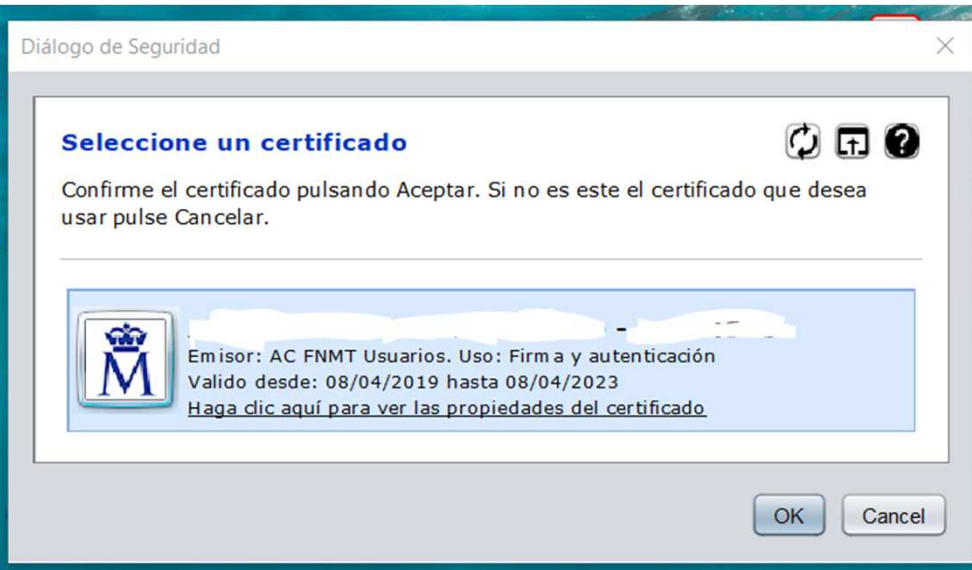 Diálogo de Seguridad
Seleccione un certificado
Confirme el certificado pulsando Aceptar. Si no es este el certificado que desea
usar pulse Cancelar.
-
M
Emisor: AC FNMT Usuarios. Uso: Firma y autenticación
Valido desde: 08/04/2019 hasta 08/04/2023
Haga clic aquí para ver las propiedades del certificado
OK
Cancel